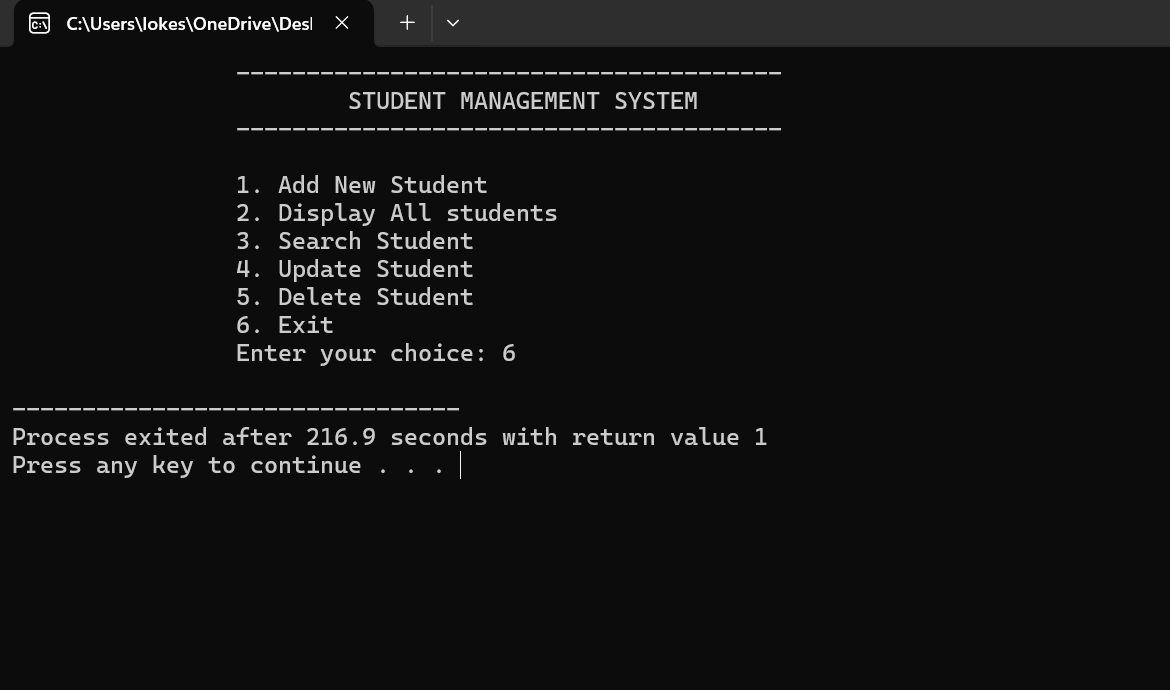 C:\Users\lokes\OneDrive\Desl
---------------------------------------
STUDENT MANAGEMENT SYSTEM
---------------------------------------
1. Add New Student
2. Display All students
3. Search Student
4. Update Student
5. Delete Student
6. Exit
Enter your choice: 6
--------------------------------
Process exited after 216.9 seconds with return value 1
Press any key to continue . . .